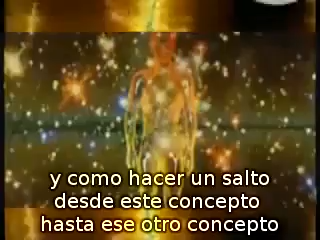 y como hacer un salto
desde este concepto
hasta ese otro concepto